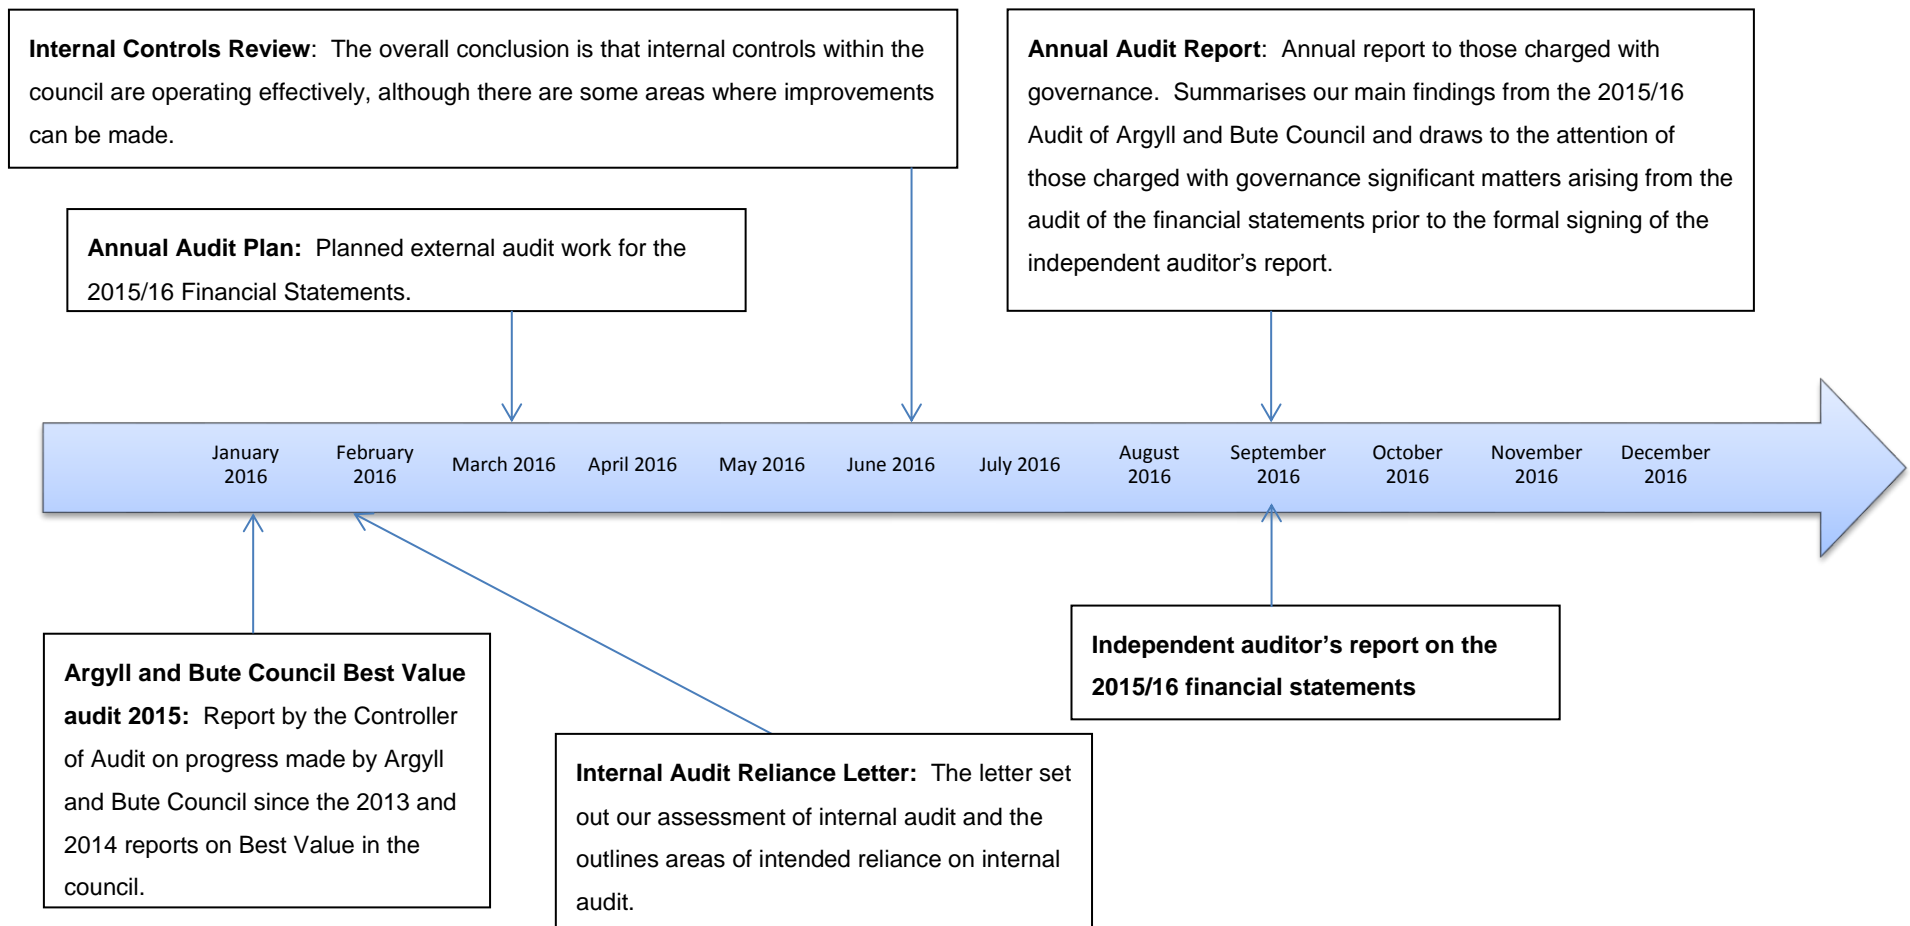 Internal Controls Review:  The overall conclusion is that internal controls within the
council are operating effectively, although there are some areas where improvements
can be made.
Annual Audit Report:  Annual report to those charged with
governance.  Summarises our main findings from the 2015/16
Audit of Argyll and Bute Council and draws to the attention of
those charged with governance significant matters arising from the
audit of the financial statements prior to the formal signing of the
independent auditor's report.
Annual Audit Plan:  Planned external audit work for the
2015/16 Financial Statements.
January
2016
February
2016
March 2016
April 2016
May 2016
June 2016
July 2016
August
2016
September
2016
October
2016
November
2016
December
2016
Argyll and Bute Council Best Value
audit 2015:  Report by the Controller
of Audit on progress made by Argyll
and Bute Council since the 2013 and
2014 reports on Best Value in the
council.
Internal Audit Reliance Letter:  The letter set
out our assessment of internal audit and the
outlines areas of intended reliance on internal
audit.
Independent auditor's report on the
2015/16 financial statements